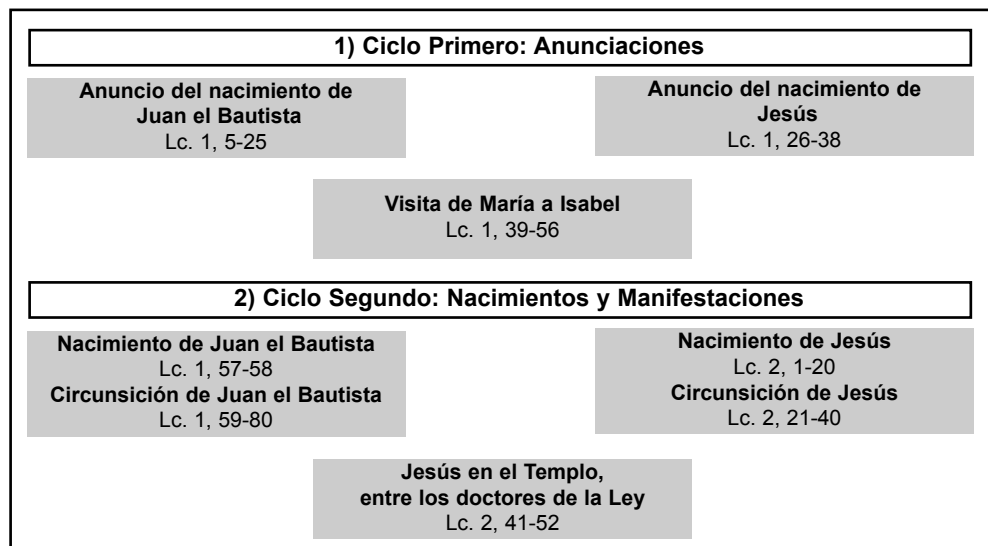 1) Ciclo Primero: Anunciaciones
Anuncio del nacimiento de
Juan el Bautista
Lc. 1, 5-25
Anuncio del nacimiento de
Jesús
Lc. 1, 26-38
Visita de María a Isabel
Lc. 1, 39-56
2) Ciclo Segundo: Nacimientos y Manifestaciones
Nacimiento de Juan el Bautista
Lc. 1, 57-58
Circunsición de Juan el Bautista
Lc. 1, 59-80
Nacimiento de Jesús
Lc. 2, 1-20
Circunsición de Jesús
Lc. 2, 21-40
Jesús en el Templo,
entre los doctores de la Ley
Lc. 2, 41-52